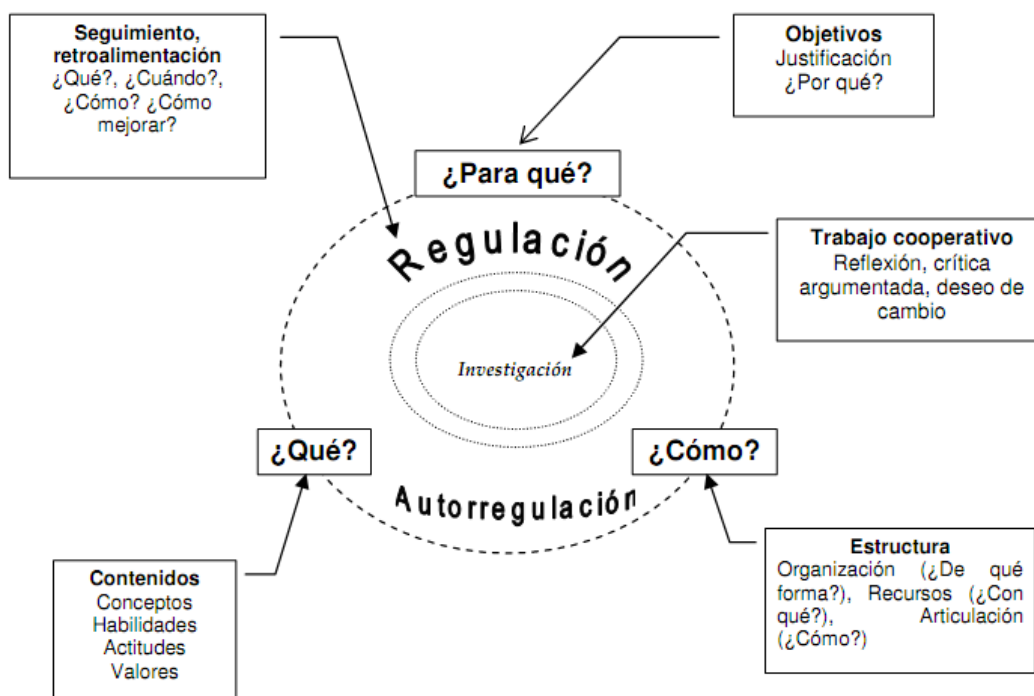 Seguimiento,
retroalimentación
¿Qué?, ¿Cuándo?,
¿Cómo? ¿Cómo
mejorar?
Objetivos
Justificación
¿Por qué?
¿Para qué?
Regulación
Trabajo cooperativo
Reflexión, crítica
argumentada, deseo de
cambio
Investigación
¿Qué?
¿Cómo?
Autorregulación
Contenidos
Conceptos
Habilidades
Actitudes
Valores
Estructura
Organización (¿De qué
forma?), Recursos (¿Con
qué?), Articulación
(¿Cómo?)